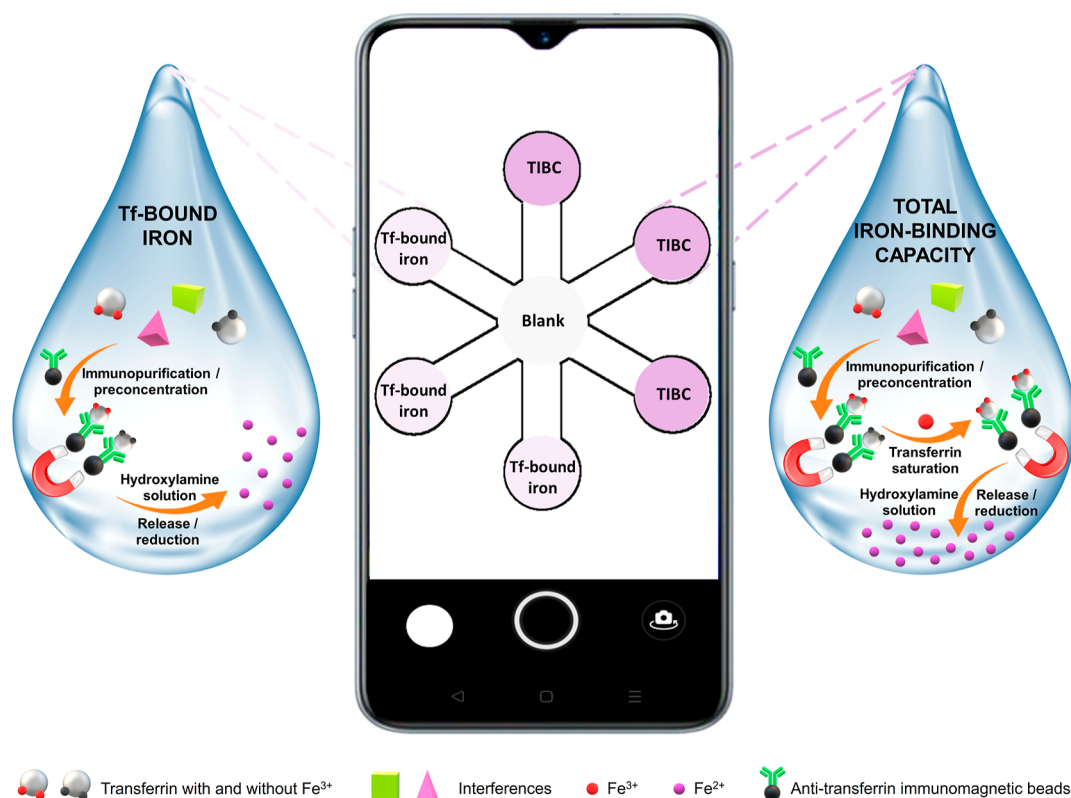 Tf-BOUND
IRON
Immunopurification /
preconcentration
Hydroxylamine
solution
Release /
reduction
TIBC
Tf-bound
iron
TIBC
Blank
Tf-bound
iron
TIBC
Tf-bound
iron
TOTAL
IRON-BINDING
CAPACITY
Immunopurification /
preconcentration
Transferrin
saturation
Hydroxylamine
solution
Release /
reduction
Transferrin with and without Fe³⁺
Interferences
Fe³⁺
Fe²⁺
Anti-transferrin immunomagnetic beads